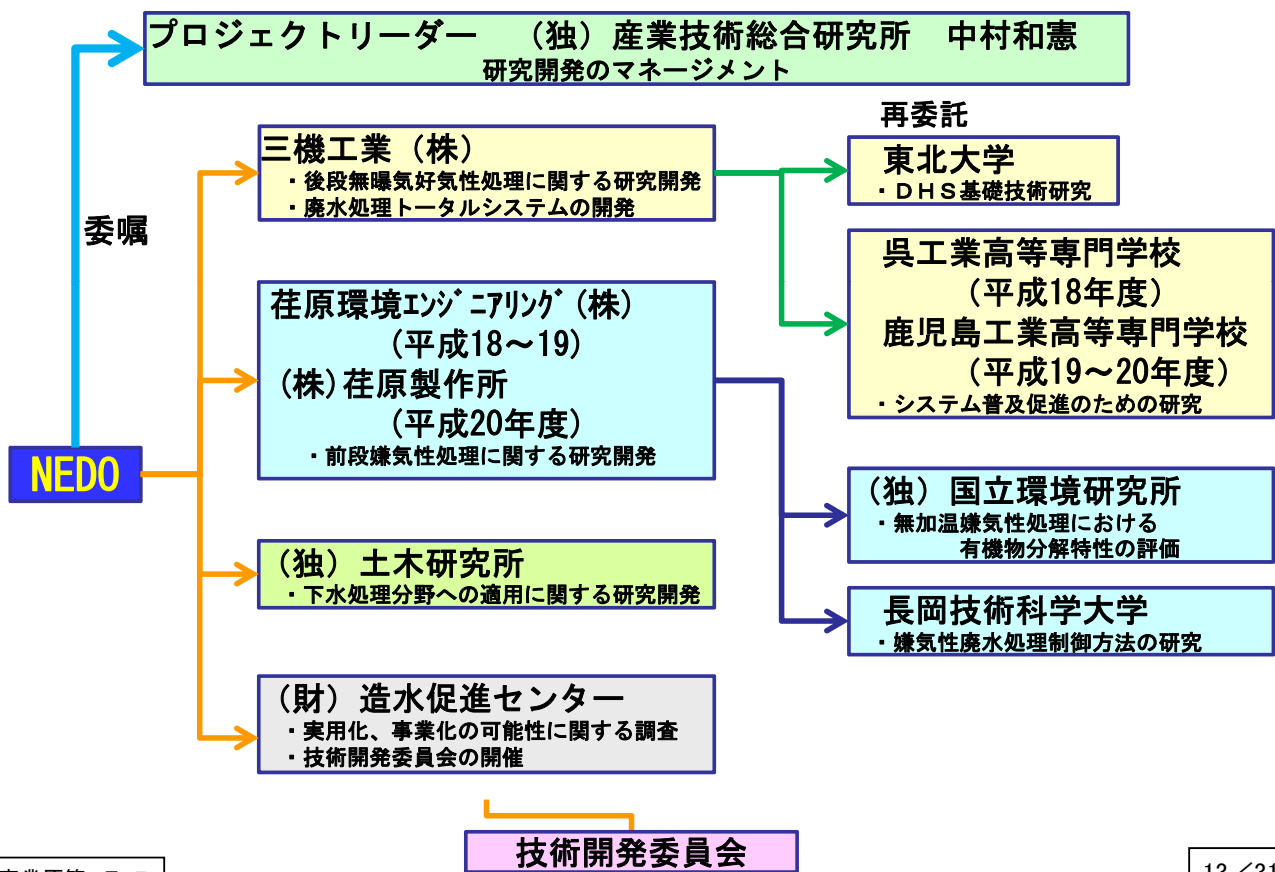 プロジェクトリーダー　（独）産業技術総合研究所　中村和憲
研究開発のマネージメント
再委託
三機工業（株）
・後段無曝気好気性処理に関する研究開発
・廃水処理トータルシステムの開発
東北大学
・ＤＨＳ基礎技術研究
委嘱
呉工業高等専門学校
（平成18年度）
鹿児島工業高等専門学校
（平成19～20年度）
・システム普及促進のための研究
荏原環境ｴﾝｼﾞﾆｱﾘﾝｸﾞ(株)
(平成18～19)
(株)荏原製作所
(平成20年度)
・前段嫌気性処理に関する研究開発
NEDO
（独）国立環境研究所
・無加温嫌気性処理における
有機物分解特性の評価
（独）土木研究所
・下水処理分野への適用に関する研究開発
長岡技術科学大学
・嫌気性廃水処理制御方法の研究
（財）造水促進センター
・実用化、事業化の可能性に関する調査
・技術開発委員会の開催
技術開発委員会